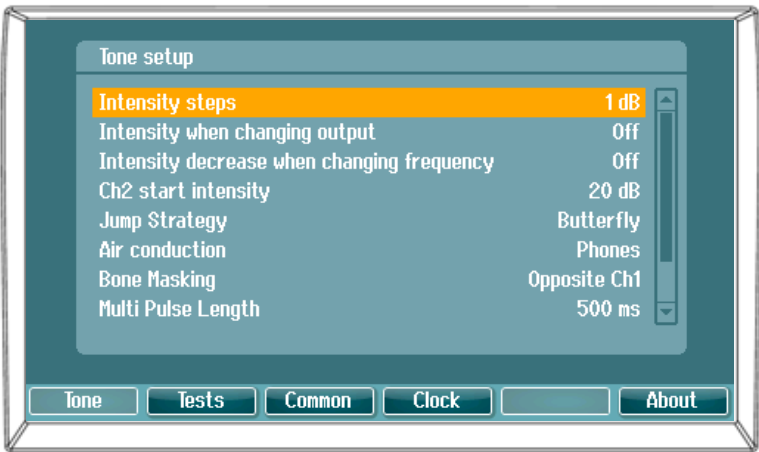 Tone setup
Intensity steps 1 dB
Intensity when changing output Off
Intensity decrease when changing frequency Off
Ch2 start intensity 20 dB
Jump Strategy Butterfly
Air conduction Phones
Bone Masking Opposite Ch1
Multi Pulse Length 500 ms
Tone Tests Common Clock About